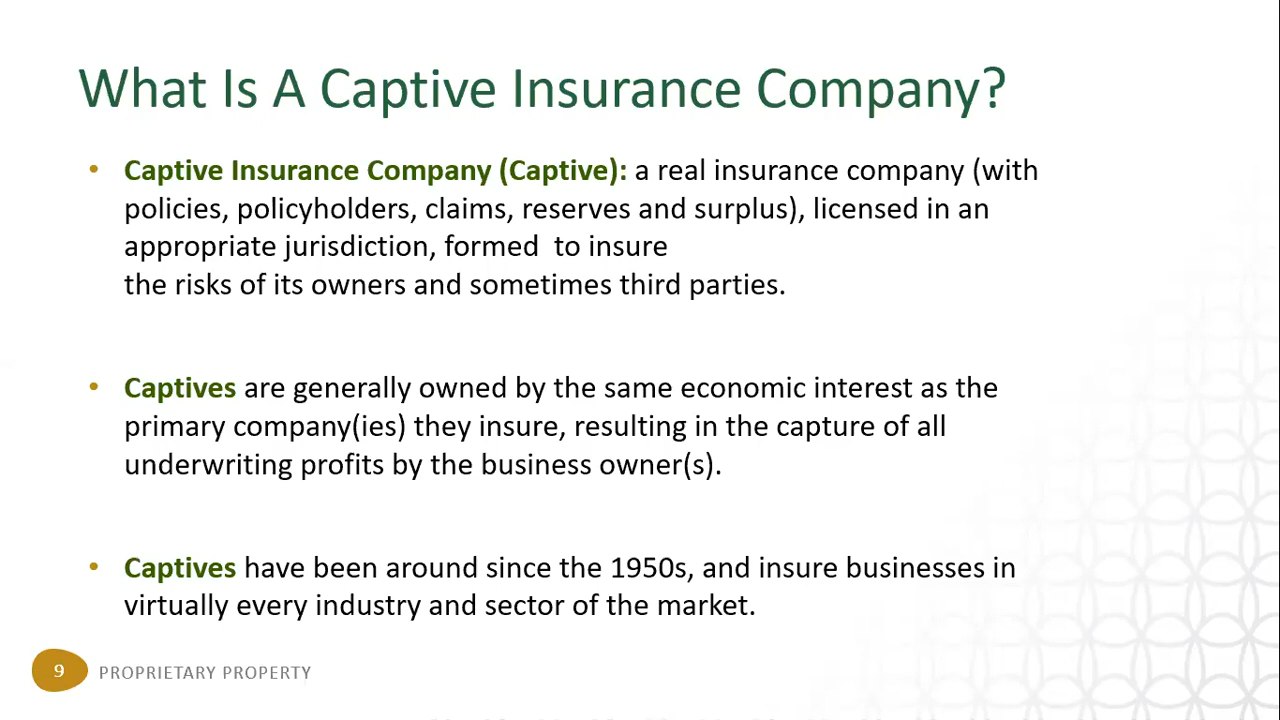 What Is A Captive Insurance Company?
• Captive Insurance Company (Captive): a real insurance company (with
policies, policyholders, claims, reserves and surplus), licensed in an
appropriate jurisdiction, formed  to insure
the risks of its owners and sometimes third parties.
• Captives are generally owned by the same economic interest as the
primary company(ies) they insure, resulting in the capture of all
underwriting profits by the business owner(s).
• Captives have been around since the 1950s, and insure businesses in
virtually every industry and sector of the market.
9 PROPRIETARY PROPERTY